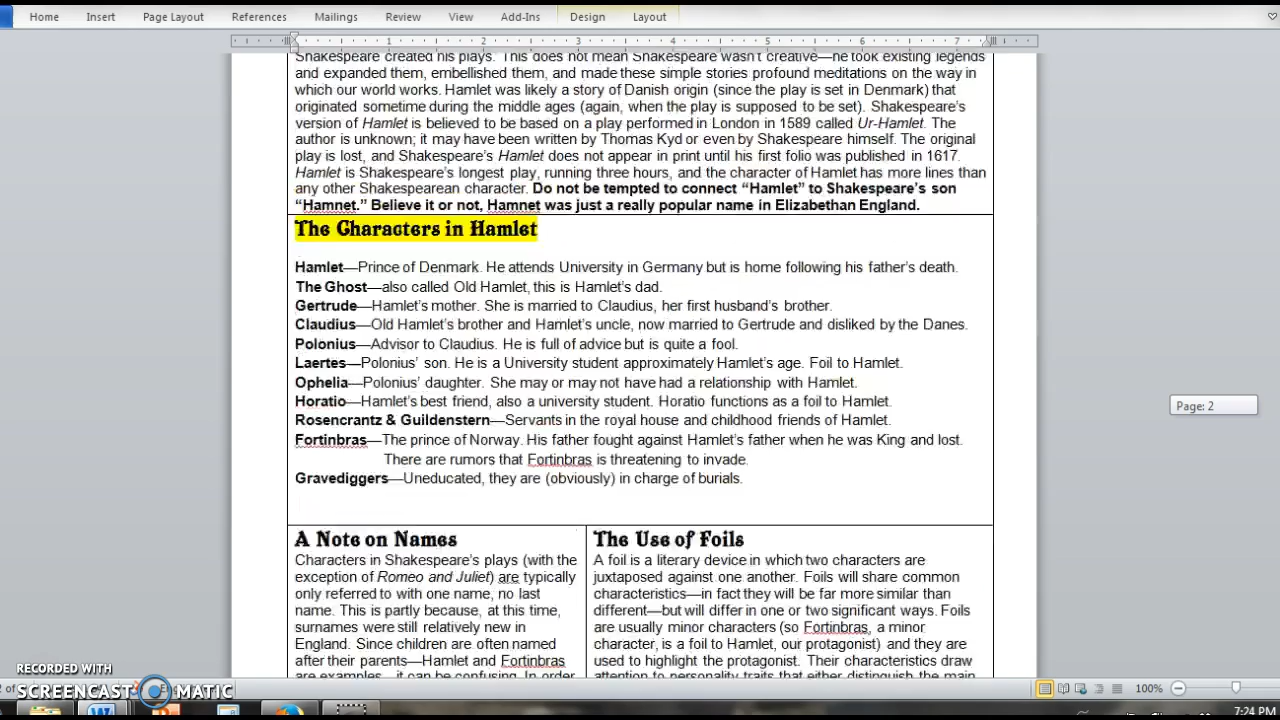 Home Insert Page Layout References Mailings Review View Add-Ins Design Layout
1 2 3 4 5 6 7
Shakespeare created his plays. This does not mean Shakespeare wasn't creative—he took existing legends
and expanded them, embellished them, and made these simple stories profound meditations on the way in
which our world works. Hamlet was likely a story of Danish origin (since the play is set in Denmark) that
originated sometime during the middle ages (again, when the play is supposed to be set). Shakespeare's
version of Hamlet is believed to be based on a play performed in London in 1589 called Ur-Hamlet. The
author is unknown; it may have been written by Thomas Kyd or even by Shakespeare himself. The original
play is lost, and Shakespeare's Hamlet does not appear in print until his first folio was published in 1617.
Hamlet is Shakespeare's longest play, running three hours, and the character of Hamlet has more lines than
any other Shakespearean character. Do not be tempted to connect "Hamlet" to Shakespeare's son
"Hamnet." Believe it or not, Hamnet was just a really popular name in Elizabethan England.
The Characters in Hamlet
Hamlet—Prince of Denmark. He attends University in Germany but is home following his father's death.
The Ghost—also called Old Hamlet, this is Hamlet's dad.
Gertrude—Hamlet's mother. She is married to Claudius, her first husband's brother.
Claudius—Old Hamlet's brother and Hamlet's uncle, now married to Gertrude and disliked by the Danes.
Polonius—Advisor to Claudius. He is full of advice but is quite a fool.
Laertes—Polonius' son. He is a University student approximately Hamlet's age. Foil to Hamlet.
Ophelia—Polonius' daughter. She may or may not have had a relationship with Hamlet.
Horatio—Hamlet's best friend, also a university student. Horatio functions as a foil to Hamlet.
Page: 2
Rosencrantz & Guildenstern—Servants in the royal house and childhood friends of Hamlet.
Fortinbras—The prince of Norway. His father fought against Hamlet's father when he was King and lost.
There are rumors that Fortinbras is threatening to invade.
Gravediggers—Uneducated, they are (obviously) in charge of burials.
A Note on Names
Characters in Shakespeare's plays (with the
exception of Romeo and Juliet) are typically
only referred to with one name, no last
name. This is partly because, at this time,
surnames were still relatively new in
England. Since children are often named
after their parents—Hamlet and Fortinbras
are examples—it can be confusing. In order
The Use of Foils
A foil is a literary device in which two characters are
juxtaposed against one another. Foils will share common
characteristics—in fact they will be far more similar than
different—but will differ in one or two significant ways. Foils
are usually minor characters (so Fortinbras, a minor
character, is a foil to Hamlet, our protagonist) and they are
used to highlight the protagonist. Their characteristics draw
attention to personality traits that either distinguish the main
RECORDED WITH
SCREENCAST MATIC
100%
7:24 PM